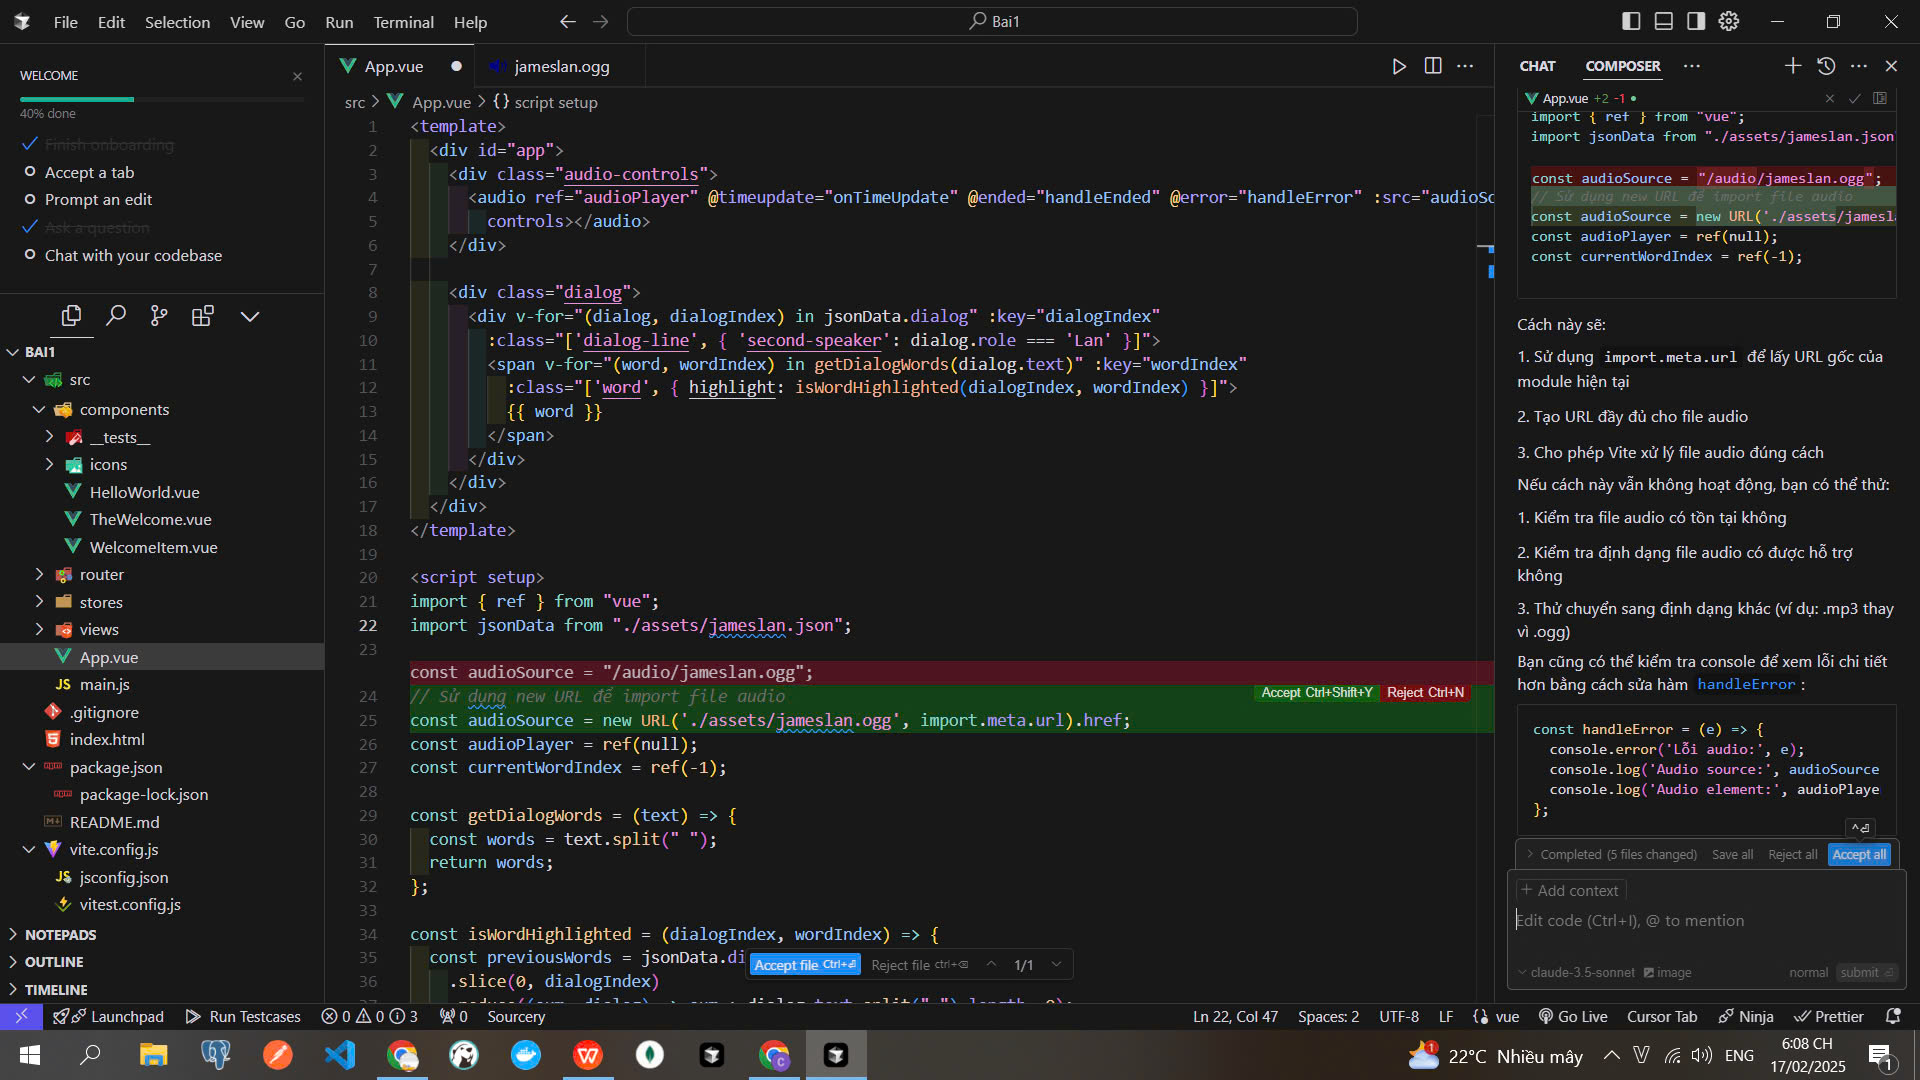 File Edit Selection View Go Run Terminal Help
Bai1
WELCOME
40% done
Finish onboarding
Accept a tab
Prompt an edit
Ask a question
Chat with your codebase
BAI1
src
components
__tests__
icons
HelloWorld.vue
TheWelcome.vue
WelcomeItem.vue
router
stores
views
App.vue
JS main.js
.gitignore
index.html
package.json
package-lock.json
README.md
vite.config.js
JS jsconfig.json
vitest.config.js
NOTEPADS
OUTLINE
TIMELINE
App.vue
jameslan.ogg
src > App.vue > {} script setup
1 <template>
2 <div id="app">
3 <div class="audio-controls">
4 <audio ref="audioPlayer" @timeupdate="onTimeUpdate" @ended="handleEnded" @error="handleError" :src="audioSo
5 controls></audio>
6 </div>
7
8 <div class="dialog">
9 <div v-for="(dialog, dialogIndex) in jsonData.dialog" :key="dialogIndex"
10 :class="['dialog-line', { 'second-speaker': dialog.role === 'Lan' }]">
11 <span v-for="(word, wordIndex) in getDialogWords(dialog.text)" :key="wordIndex"
12 :class="['word', { highlight: isWordHighlighted(dialogIndex, wordIndex) }]">
13 {{ word }}
14 </span>
15 </div>
16 </div>
17 </div>
18 </template>
19
20 <script setup>
21 import { ref } from "vue";
22 import jsonData from "./assets/jameslan.json";
23
const audioSource = "/audio/jameslan.ogg";
24 // Sử dụng new URL để import file audio
Accept Ctrl+Shift+Y Reject Ctrl+N
25 const audioSource = new URL('./assets/jameslan.ogg', import.meta.url).href;
26 const audioPlayer = ref(null);
27 const currentWordIndex = ref(-1);
28
29 const getDialogWords = (text) => {
30 const words = text.split(" ");
31 return words;
32 };
33
34 const isWordHighlighted = (dialogIndex, wordIndex) => {
35 const previousWords = jsonData.di
36 .slice(0, dialogIndex)
Accept file Ctrl+⏎ Reject file ctrl+⌫ 1/1
CHAT COMPOSER
App.vue +2 -1
import { ref } from "vue";
import jsonData from "./assets/jameslan.json"
const audioSource = "/audio/jameslan.ogg";
// Sử dụng new URL để import file audio
const audioSource = new URL('./assets/jamesl
const audioPlayer = ref(null);
const currentWordIndex = ref(-1);
Cách này sẽ:
1. Sử dụng import.meta.url để lấy URL gốc của
module hiện tại
2. Tạo URL đầy đủ cho file audio
3. Cho phép Vite xử lý file audio đúng cách
Nếu cách này vẫn không hoạt động, bạn có thể thử:
1. Kiểm tra file audio có tồn tại không
2. Kiểm tra định dạng file audio có được hỗ trợ
không
3. Thử chuyển sang định dạng khác (ví dụ: .mp3 thay
vì .ogg)
Bạn cũng có thể kiểm tra console để xem lỗi chi tiết
hơn bằng cách sửa hàm handleError :
const handleError = (e) => {
console.error('Lỗi audio:', e);
console.log('Audio source:', audioSource
console.log('Audio element:', audioPlaye
};
^⏎
Completed (5 files changed) Save all Reject all Accept all
+ Add context
Edit code (Ctrl+I), @ to mention
claude-3.5-sonnet image normal submit ⏎
Launchpad Run Testcases 0 0 3 0 Sourcery
Ln 22, Col 47 Spaces: 2 UTF-8 LF vue Go Live Cursor Tab Ninja Prettier
1 22°C Nhiều mây ENG
6:08 CH
17/02/2025
1